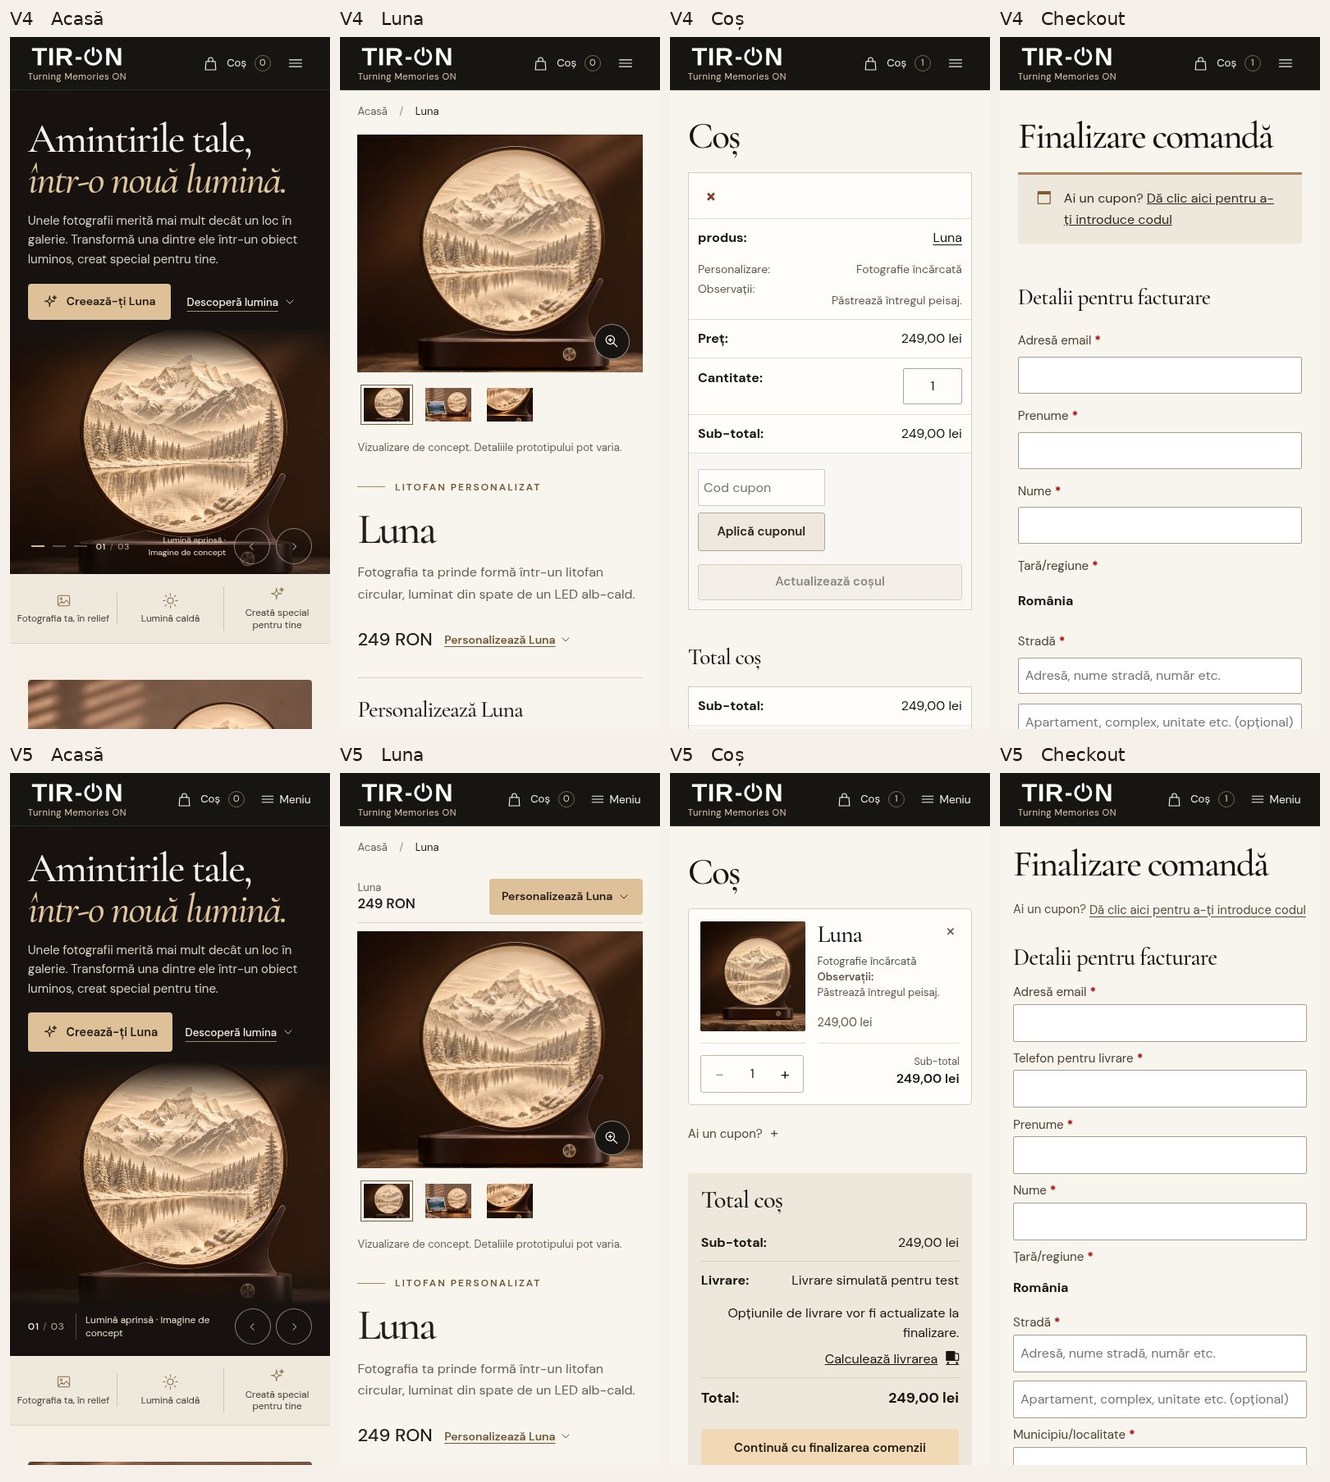 V4 Acasă
TIR-ON
Turning Memories ON
Coș 0
Amintirile tale,
într-o nouă lumină.
Unele fotografii merită mai mult decât un loc în
galerie. Transformă una dintre ele într-un obiect
luminos, creat special pentru tine.
Creează-ți Luna
Descoperă lumina
01 / 03
Lumină aprinsă ·
Imagine de concept
Fotografia ta, în relief
Lumină caldă
Creată special
pentru tine
V4 Luna
TIR-ON
Turning Memories ON
Coș 0
Acasă / Luna
Vizualizare de concept. Detaliile prototipului pot varia.
LITOFAN PERSONALIZAT
Luna
Fotografia ta prinde formă într-un litofan
circular, luminat din spate de un LED alb-cald.
249 RON Personalizează Luna
Personalizează Luna
V4 Coș
TIR-ON
Turning Memories ON
Coș 1
Coș
×
produs: Luna
Personalizare: Fotografie încărcată
Observații:
Păstrează întregul peisaj.
Preț: 249,00 lei
Cantitate: 1
Sub-total: 249,00 lei
Cod cupon
Aplică cuponul
Actualizează coșul
Total coș
Sub-total: 249,00 lei
V4 Checkout
TIR-ON
Turning Memories ON
Coș 1
Finalizare comandă
Ai un cupon? Dă clic aici pentru a-
ți introduce codul
Detalii pentru facturare
Adresă email *
Prenume *
Nume *
Țară/regiune *
România
Stradă *
Adresă, nume stradă, număr etc.
Apartament, complex, unitate etc. (opțional)
V5 Acasă
TIR-ON
Turning Memories ON
Coș 0 Meniu
Amintirile tale,
într-o nouă lumină.
Unele fotografii merită mai mult decât un loc în
galerie. Transformă una dintre ele într-un obiect
luminos, creat special pentru tine.
Creează-ți Luna
Descoperă lumina
01 / 03
Lumină aprinsă · Imagine de
concept
Fotografia ta, în relief
Lumină caldă
Creată special
pentru tine
V5 Luna
TIR-ON
Turning Memories ON
Coș 0 Meniu
Acasă / Luna
Luna
249 RON
Personalizează Luna
Vizualizare de concept. Detaliile prototipului pot varia.
LITOFAN PERSONALIZAT
Luna
Fotografia ta prinde formă într-un litofan
circular, luminat din spate de un LED alb-cald.
249 RON Personalizează Luna
V5 Coș
TIR-ON
Turning Memories ON
Coș 1 Meniu
Coș
Luna ×
Fotografie încărcată
Observații:
Păstrează întregul peisaj.
249,00 lei
− 1 +
Sub-total
249,00 lei
Ai un cupon? +
Total coș
Sub-total: 249,00 lei
Livrare: Livrare simulată pentru test
Opțiunile de livrare vor fi actualizate la
finalizare.
Calculează livrarea
Total: 249,00 lei
Continuă cu finalizarea comenzii
V5 Checkout
TIR-ON
Turning Memories ON
Coș 1 Meniu
Finalizare comandă
Ai un cupon? Dă clic aici pentru a-ți introduce codul
Detalii pentru facturare
Adresă email *
Telefon pentru livrare *
Prenume *
Nume *
Țară/regiune *
România
Stradă *
Adresă, nume stradă, număr etc.
Apartament, complex, unitate etc. (opțional)
Municipiu/localitate *